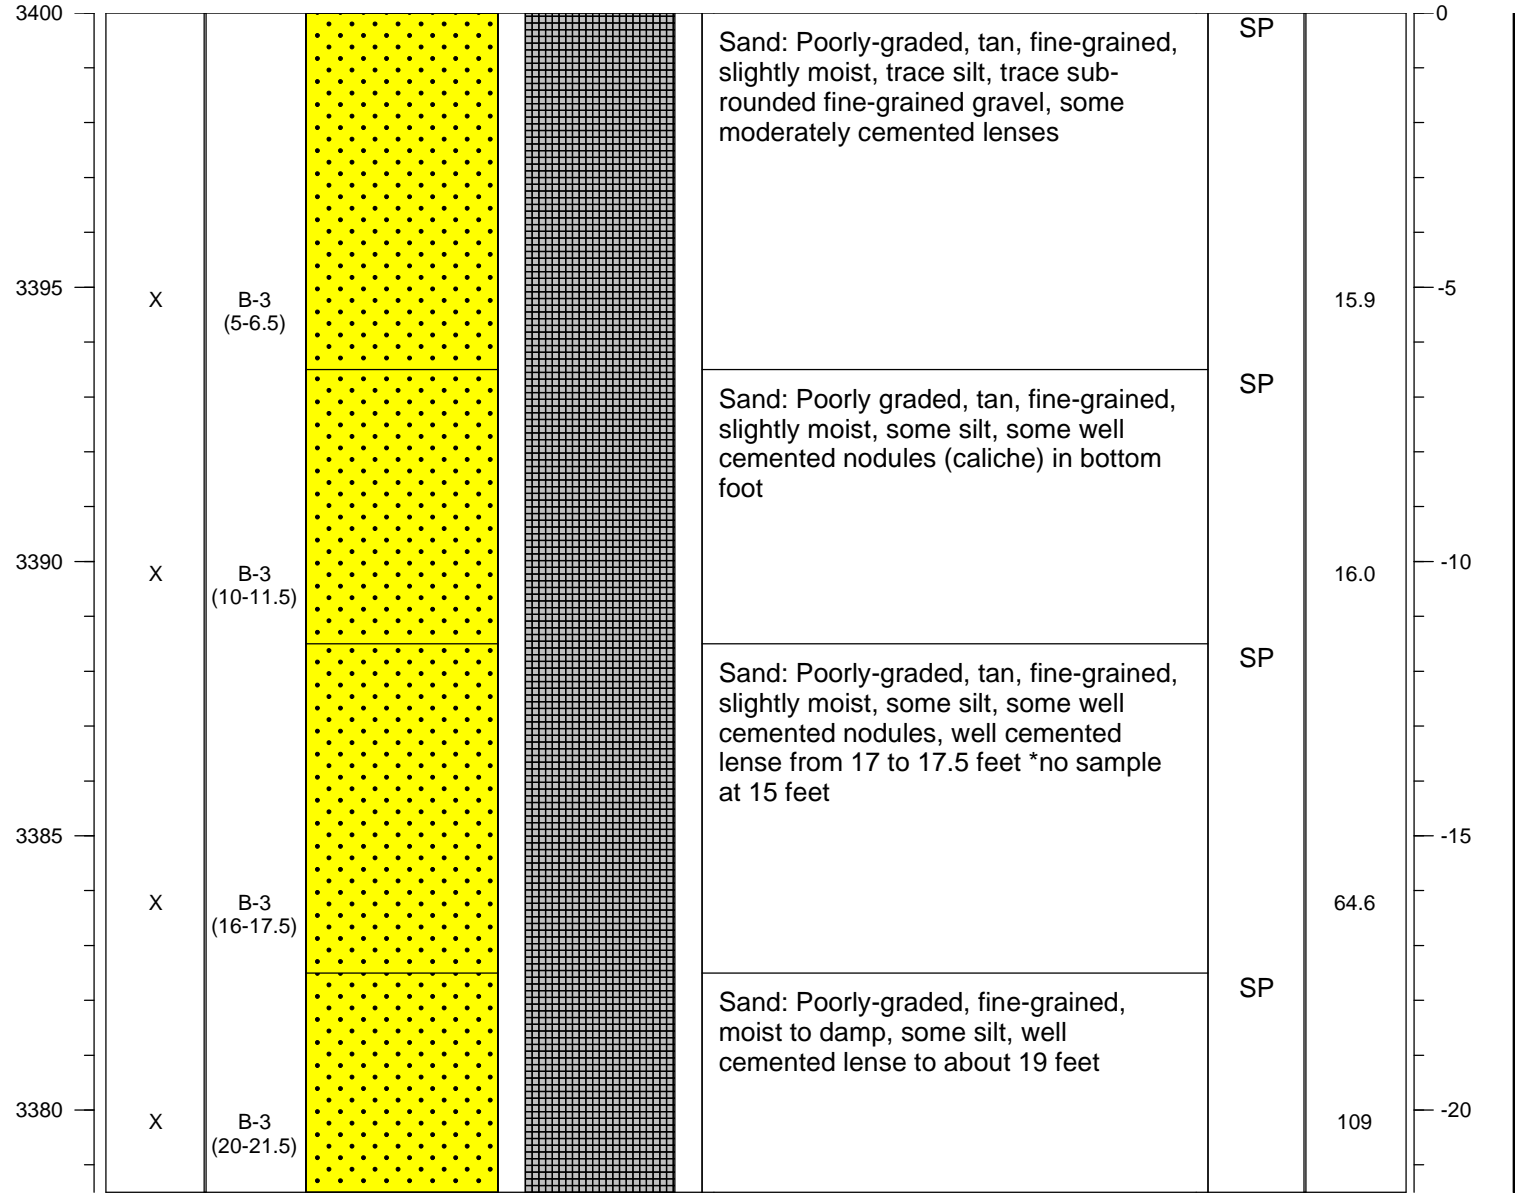 3400
Sand: Poorly-graded, tan, fine-grained,
slightly moist, trace silt, trace sub-
rounded fine-grained gravel, some
moderately cemented lenses
SP
0
3395
X
B-3
(5-6.5)
15.9
-5
Sand: Poorly graded, tan, fine-grained,
slightly moist, some silt, some well
cemented nodules (caliche) in bottom
foot
SP
3390
X
B-3
(10-11.5)
16.0
-10
Sand: Poorly-graded, tan, fine-grained,
slightly moist, some silt, some well
cemented nodules, well cemented
lense from 17 to 17.5 feet *no sample
at 15 feet
SP
3385
-15
X
B-3
(16-17.5)
64.6
Sand: Poorly-graded, fine-grained,
moist to damp, some silt, well
cemented lense to about 19 feet
SP
3380
X
B-3
(20-21.5)
109
-20